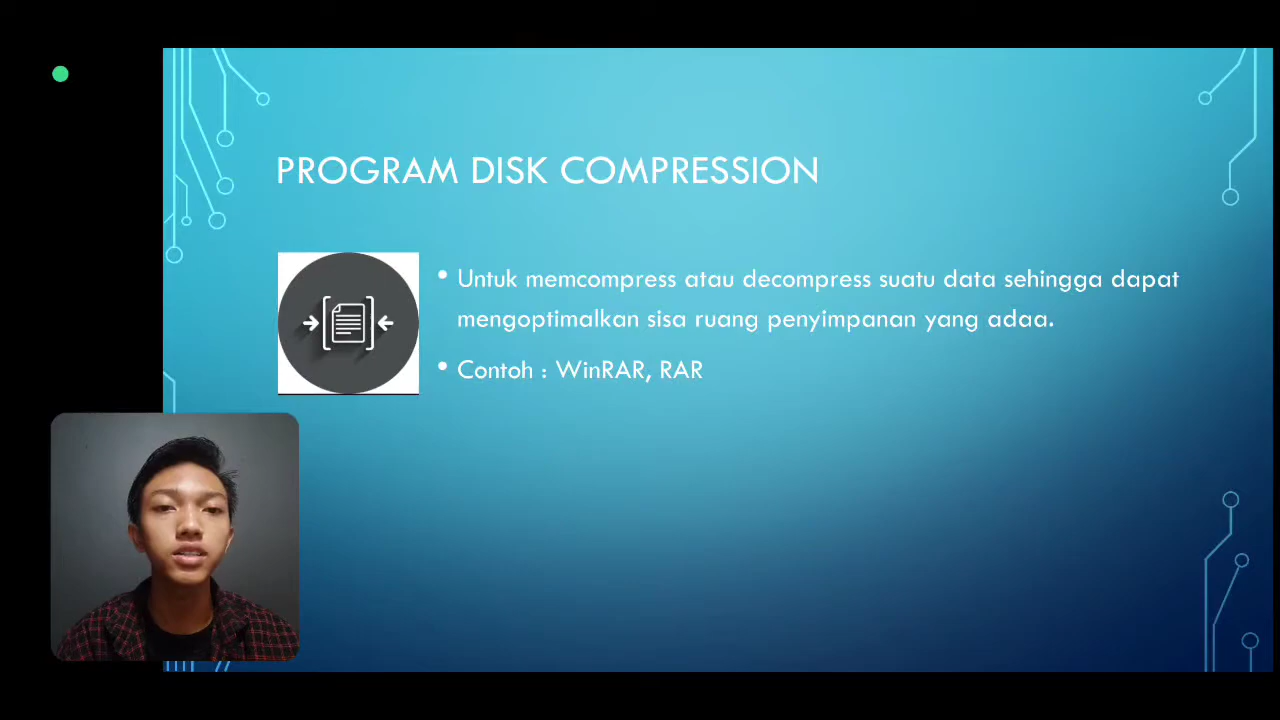 PROGRAM DISK COMPRESSION
• Untuk memcompress atau decompress suatu data sehingga dapat
mengoptimalkan sisa ruang penyimpanan yang adaa.
• Contoh : WinRAR, RAR